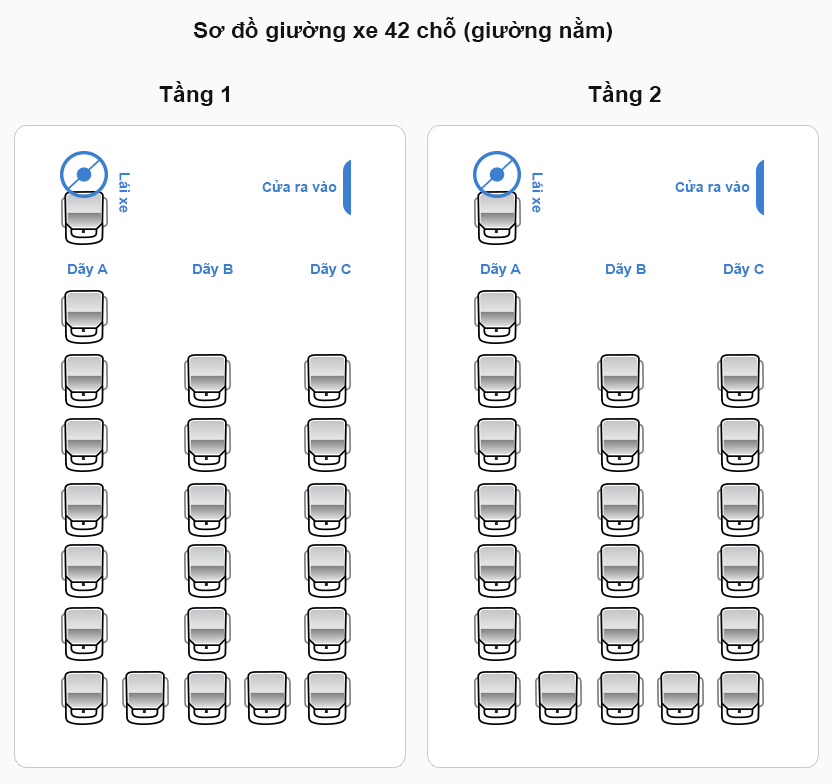 Sơ đồ giường xe 42 chỗ (giường nằm)
Tầng 1
Lái xe
Cửa ra vào
Dãy A
Dãy B
Dãy C
Tầng 2
Lái xe
Cửa ra vào
Dãy A
Dãy B
Dãy C